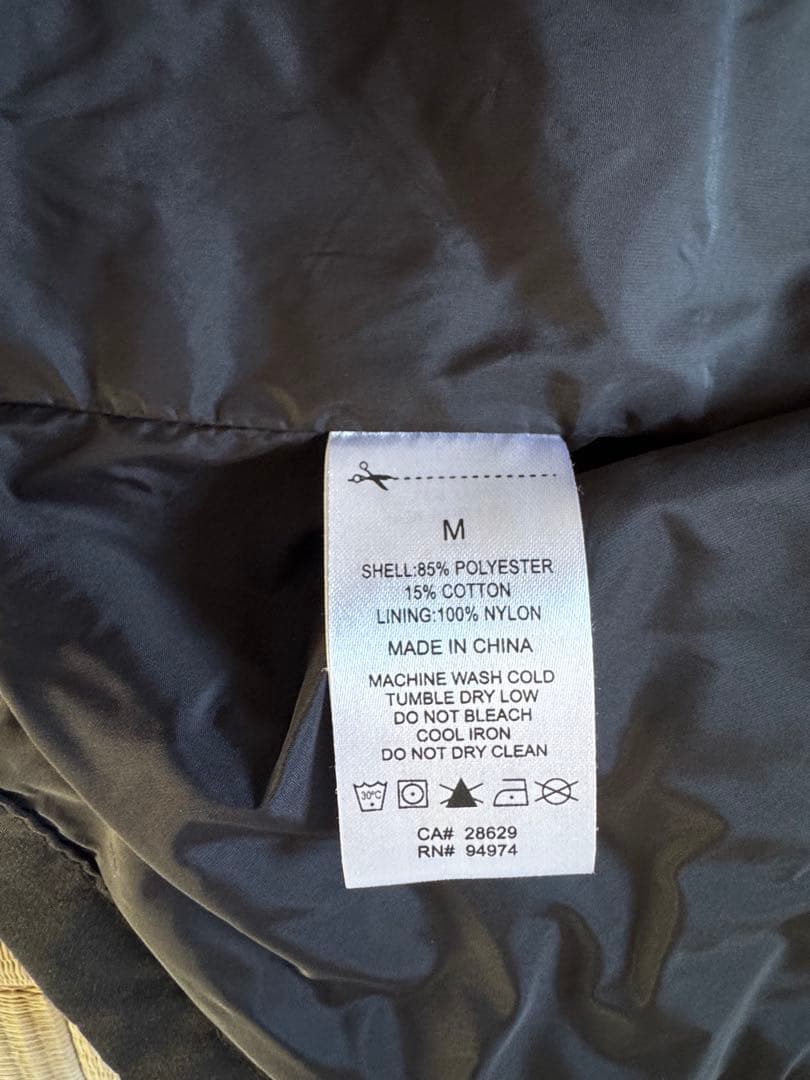 M
SHELL:85% POLYESTER
15% COTTON
LINING:100% NYLON
MADE IN CHINA
MACHINE WASH COLD
TUMBLE DRY LOW
DO NOT BLEACH
COOL IRON
DO NOT DRY CLEAN
30°C
CA# 28629
RN# 94974